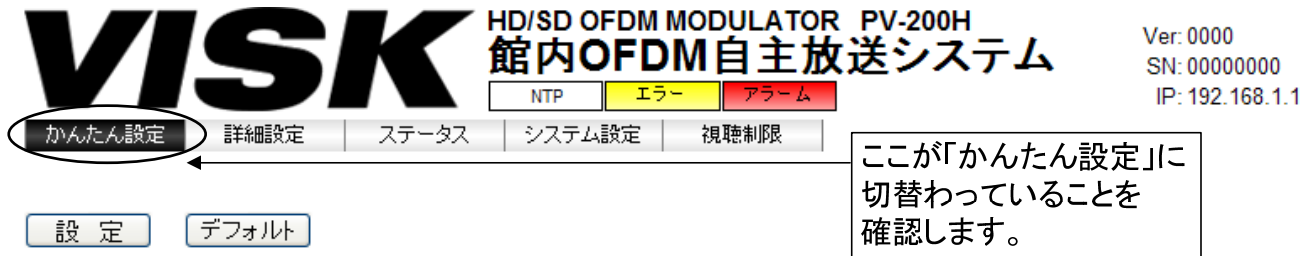 VISK
HD/SD OFDM MODULATOR PV-200H
館内OFDM自主放送システム
NTP エラー アラーム
Ver: 0000
SN: 00000000
IP: 192.168.1.1
かんたん設定 詳細設定 ステータス システム設定 視聴制限
ここが「かんたん設定」に
切替わっていることを
確認します。
設 定 デフォルト